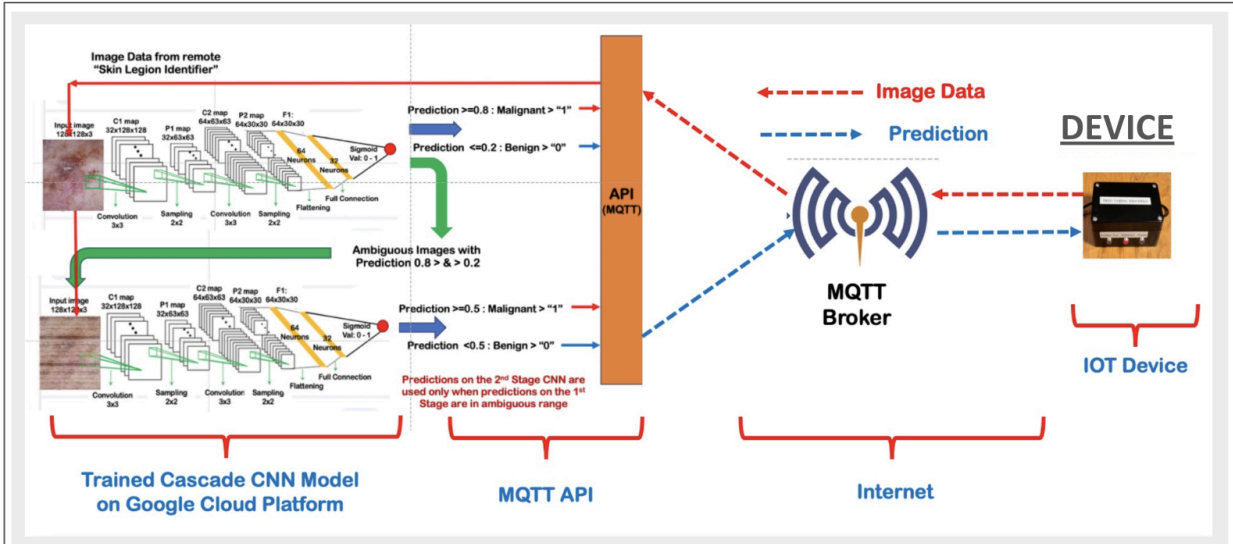 Image Data from remote
"Skin Legion Identifier"
Input image
128x128x3
C1 map
32x128x128
P1 map
32x63x63
C2 map
64x63x63
P2 map
64x30x30
F1:
64x30x30
64
Neurons
32
Neurons
Sigmoid
Val: 0 - 1
Full Connection
Flattening
Convolution
3x3
Sampling
2x2
Convolution
3x3
Sampling
2x2
Prediction >=0.8 : Malignant > "1"
Prediction <=0.2 : Benign > "0"
Ambiguous Images with
Prediction 0.8 > & > 0.2
Input image
128x128x3
C1 map
32x128x128
P1 map
32x63x63
C2 map
64x63x63
P2 map
64x30x30
F1:
64x30x30
64
Neurons
32
Neurons
Sigmoid
Val: 0 - 1
Full Connection
Flattening
Convolution
3x3
Sampling
2x2
Convolution
3x3
Sampling
2x2
Prediction >=0.5 : Malignant > "1"
Prediction <0.5 : Benign > "0"
Predictions on the 2nd Stage CNN are
used only when predictions on the 1st
Stage are in ambiguous range
API
(MQTT)
Image Data
Prediction
DEVICE
MQTT
Broker
IOT Device
Trained Cascade CNN Model
on Google Cloud Platform
MQTT API
Internet